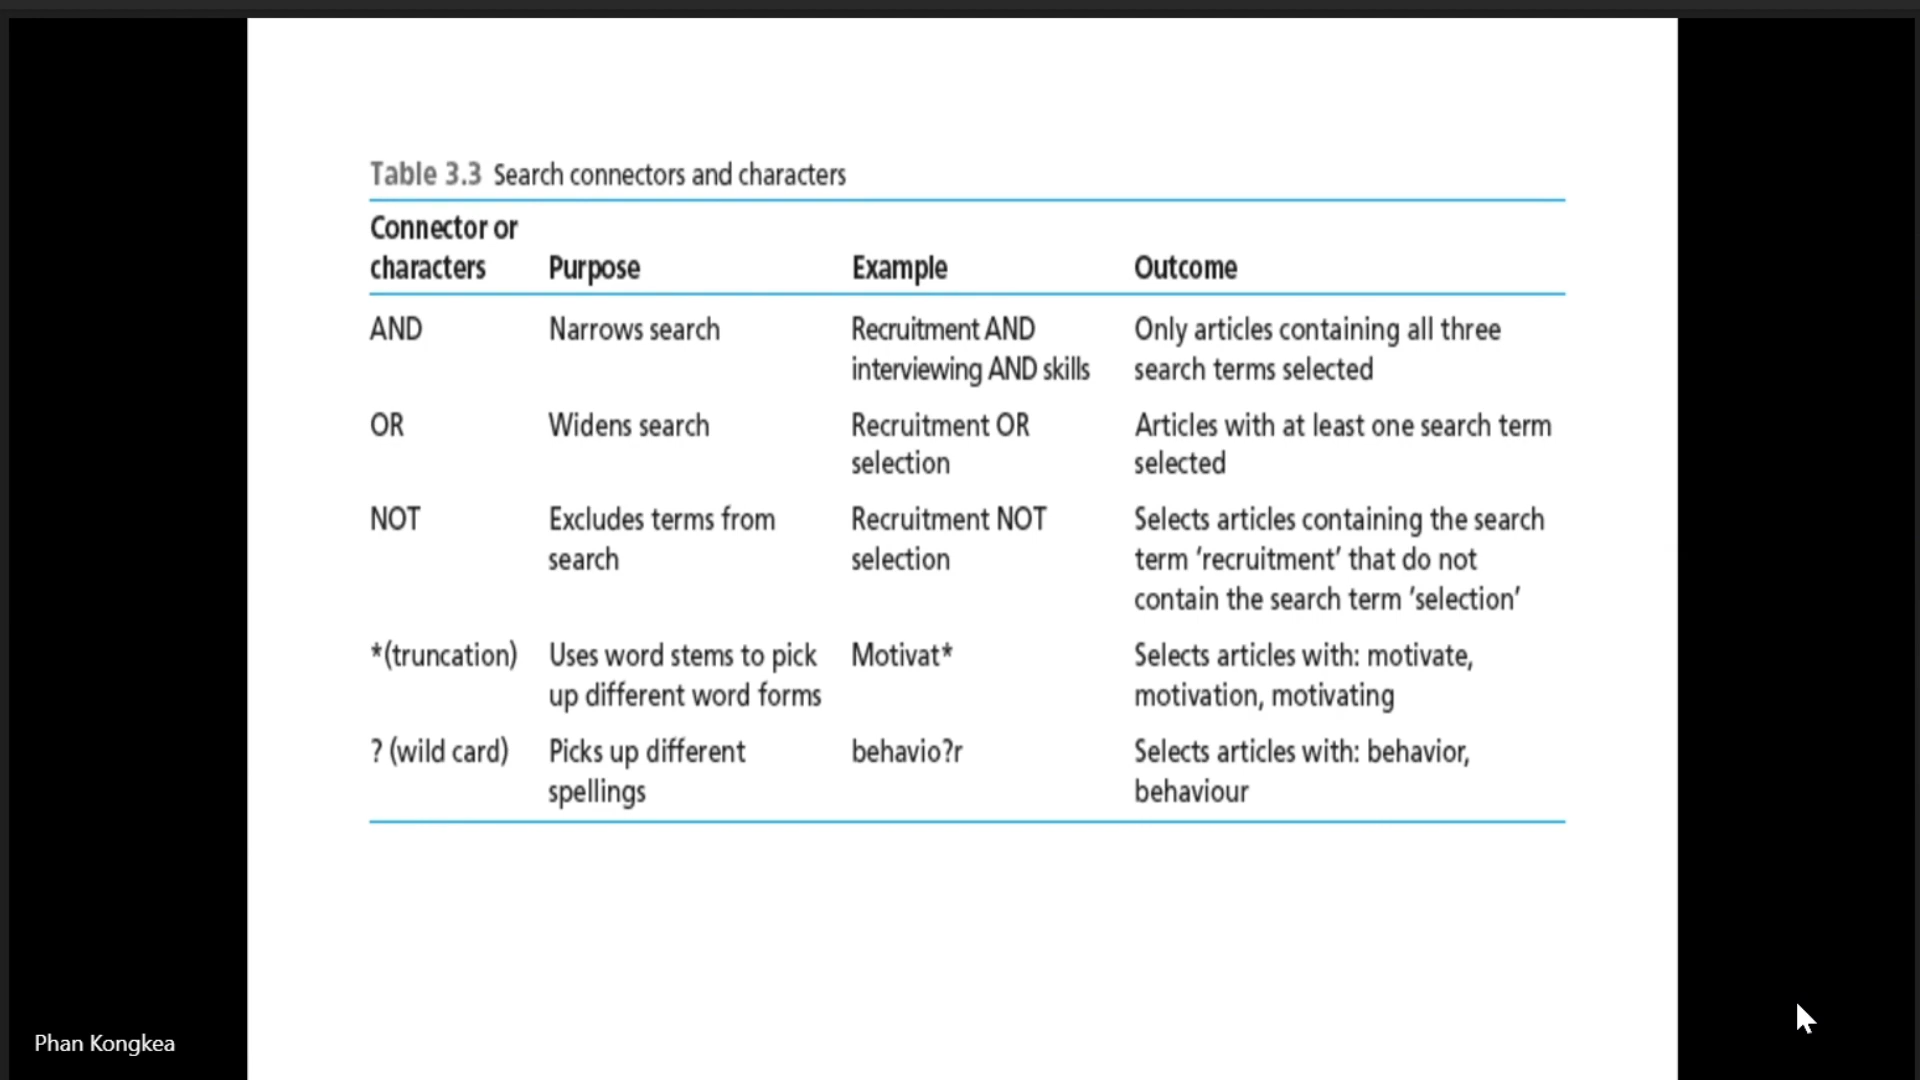 Table 3.3 Search connectors and characters
Connector or
characters Purpose Example Outcome
AND Narrows search Recruitment AND Only articles containing all three
interviewing AND skills search terms selected
OR Widens search Recruitment OR Articles with at least one search term
selection selected
NOT Excludes terms from Recruitment NOT Selects articles containing the search
search selection term ‘recruitment’ that do not
contain the search term ‘selection’
*(truncation) Uses word stems to pick Motivat* Selects articles with: motivate,
up different word forms motivation, motivating
? (wild card) Picks up different behavio?r Selects articles with: behavior,
spellings behaviour
Phan Kongkea